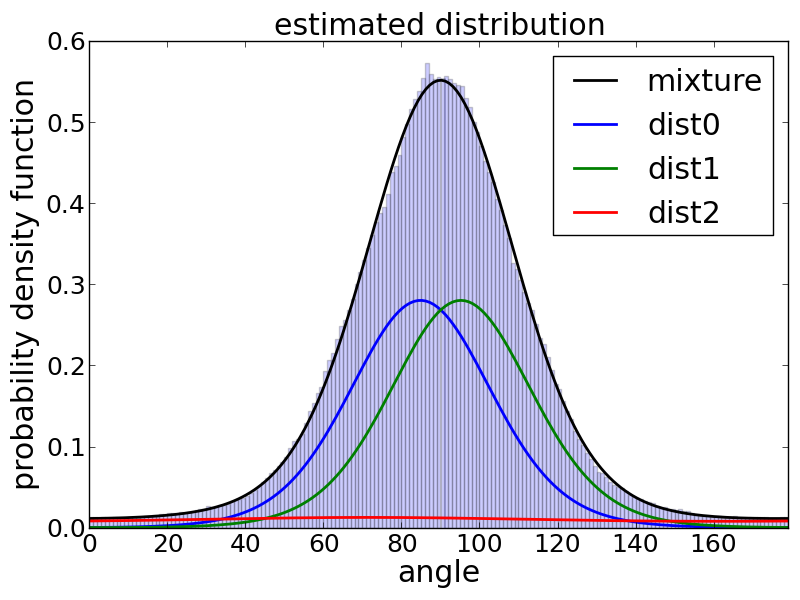 estimated distribution
probability density function
0.6
0.5
0.4
0.3
0.2
0.1
0.0
mixture
dist0
dist1
dist2
0 20 40 60 80 100 120 140 160
angle